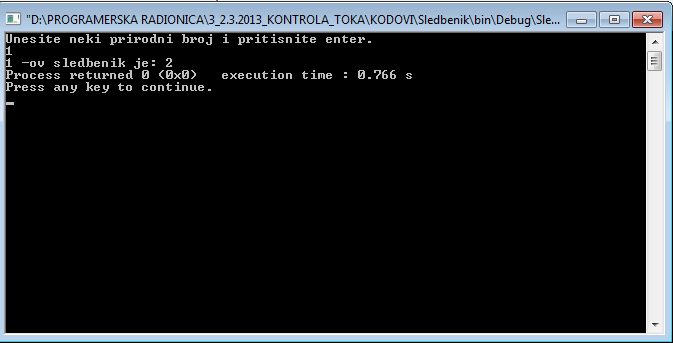 "D:\PROGRAMERSKA RADIONICA\3_2.3.2013_KONTROLA_TOKA\KODOVI\Sledbenik\bin\Debug\Sle...
Unesite neki prirodni broj i pritisnite enter.
1
1 -ov sledbenik je: 2
Process returned 0 (0x0)   execution time : 0.766 s
Press any key to continue.